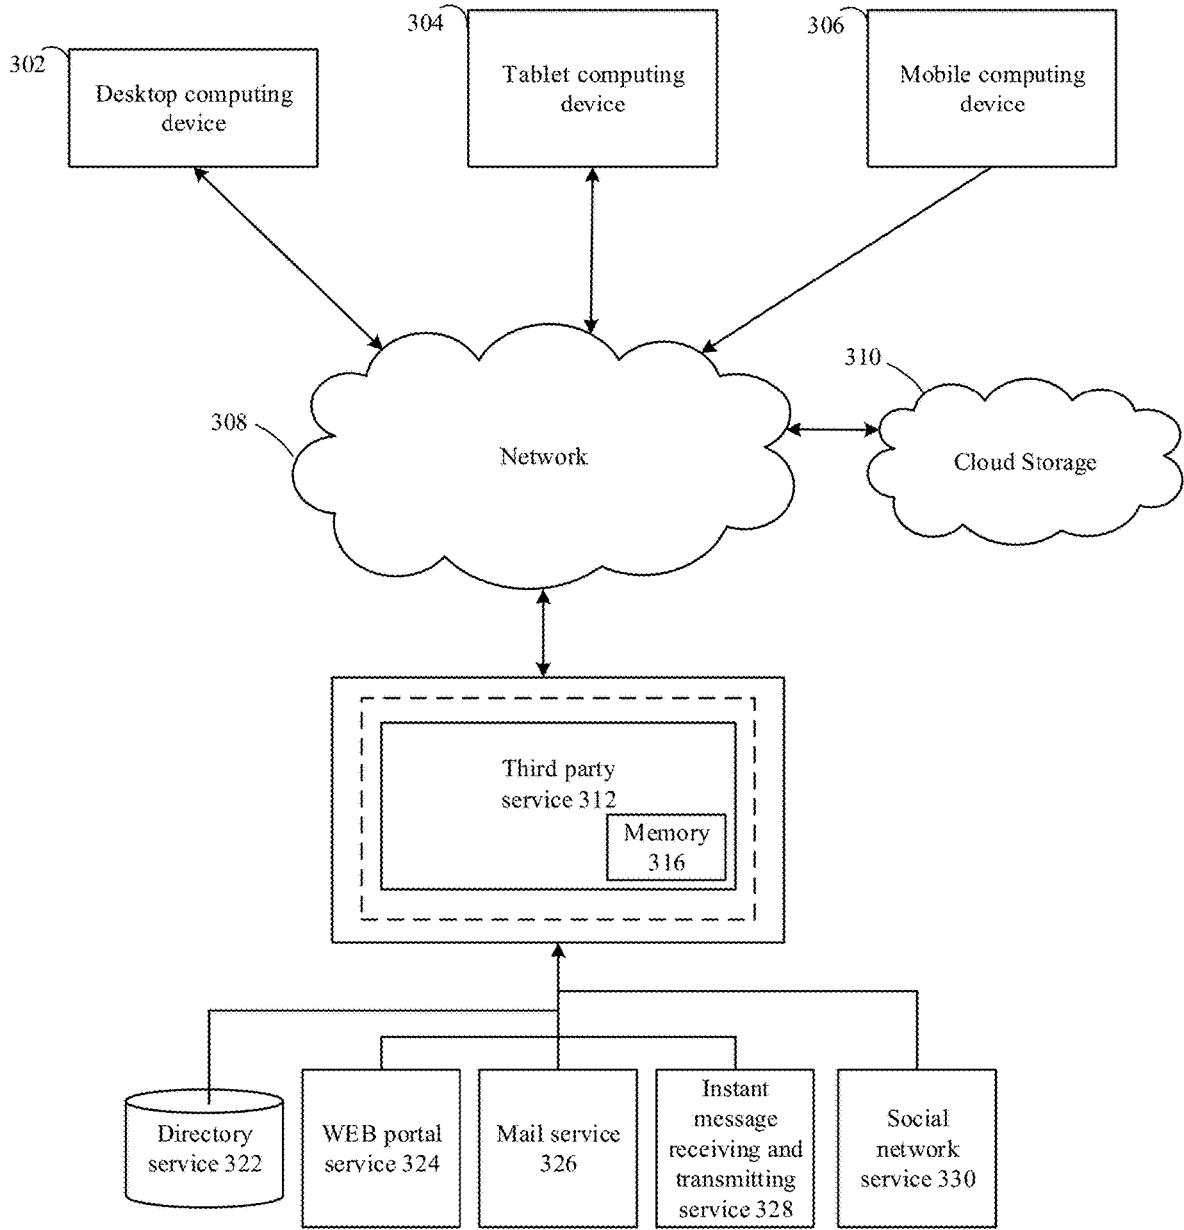 302
Desktop computing
device
304
Tablet computing
device
306
Mobile computing
device
308
Network
310
Cloud Storage
Third party
service 312
Memory
316
Directory
service 322
WEB portal
service 324
Mail service
326
Instant
message
receiving and
transmitting
service 328
Social
network
service 330